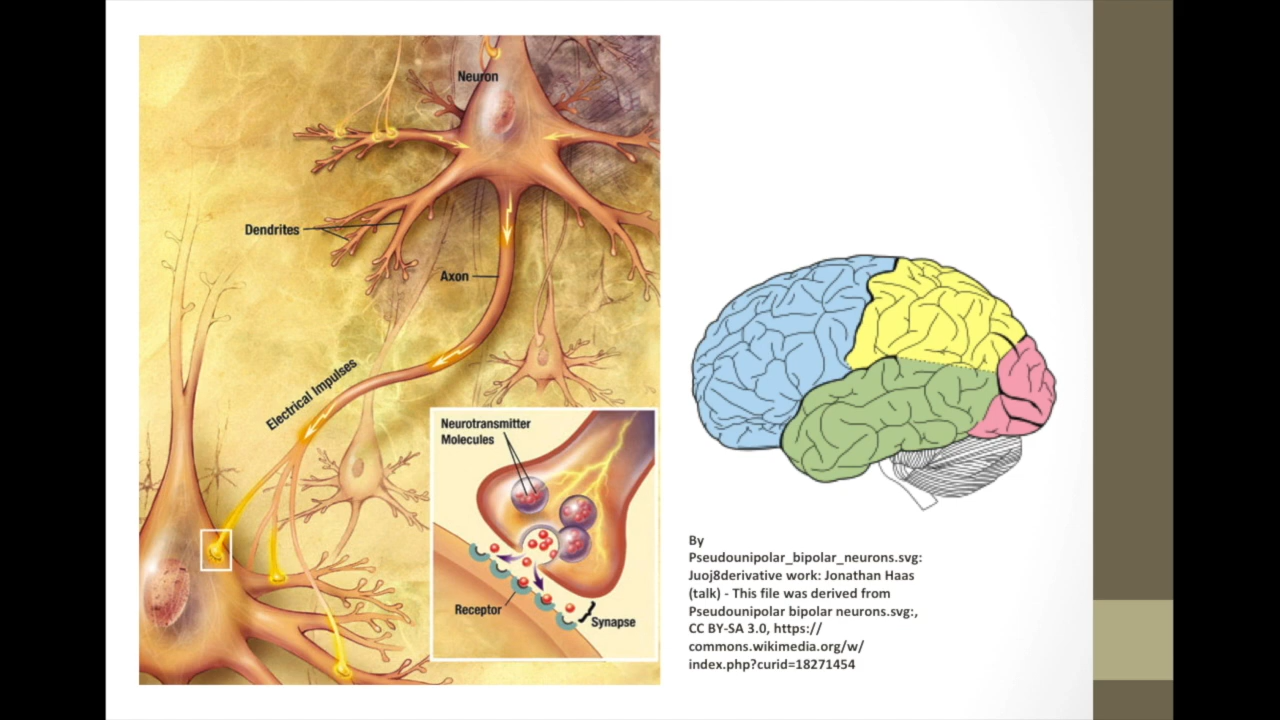 Neuron
Dendrites
Axon
Electrical Impulses
Neurotransmitter
Molecules
Receptor
Synapse
By
Pseudounipolar_bipolar_neurons.svg:
Juoj8derivative work: Jonathan Haas
(talk) - This file was derived from
Pseudounipolar bipolar neurons.svg:,
CC BY-SA 3.0, https://
commons.wikimedia.org/w/
index.php?curid=18271454